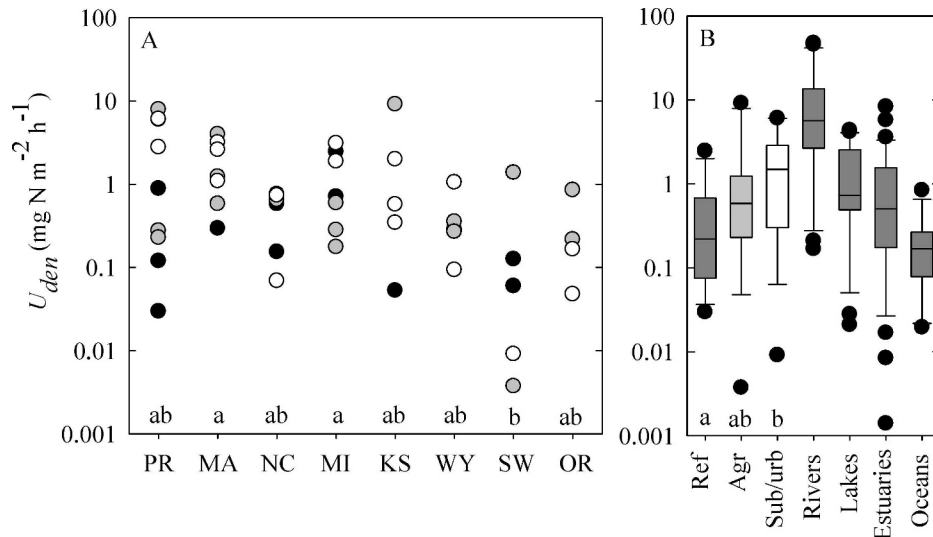 100
10
1
0.1
0.01
0.001
U_den (mg N m^-2 h^-1)
A
ab a ab a ab ab b ab
PR MA NC MI KS WY SW OR
100
10
1
0.1
0.01
0.001
B
a ab b
Ref
Agr
Sub/urb
Rivers
Lakes
Estuaries
Oceans